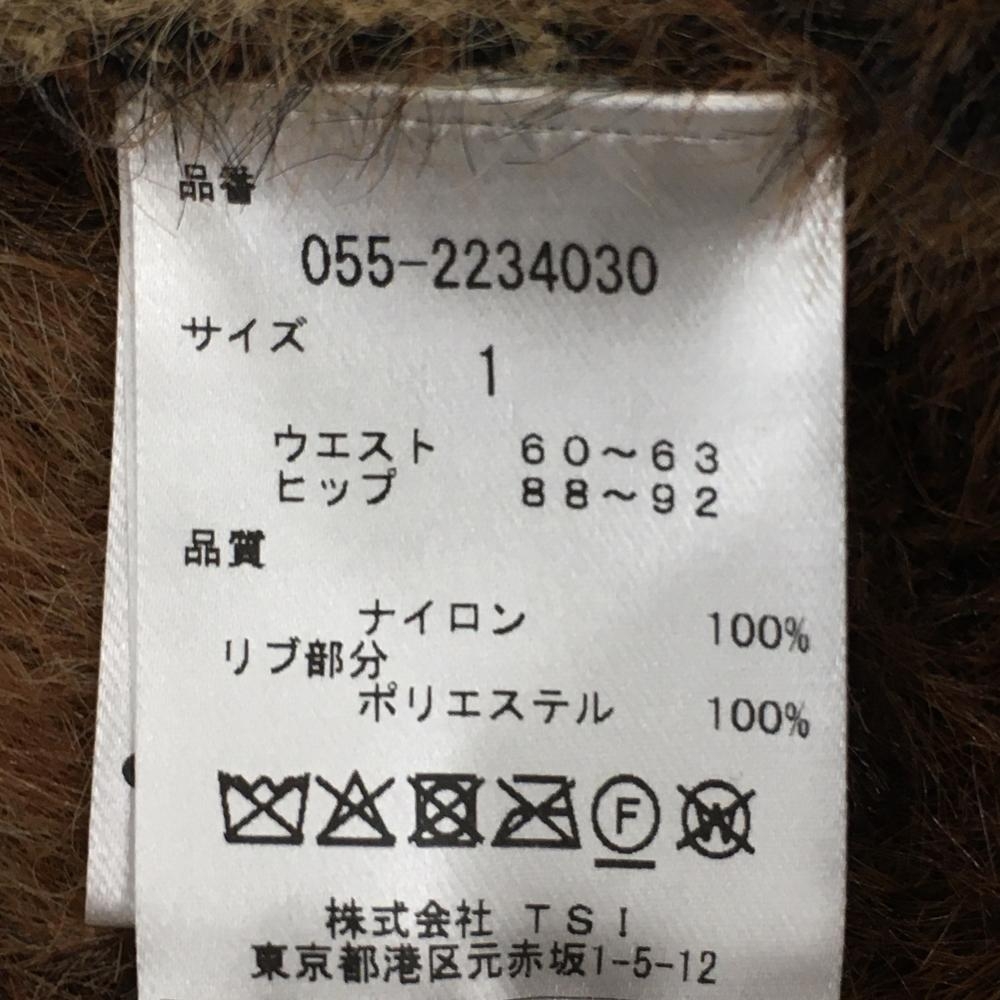 品番
055-2234030
サイズ
1
ウエスト 60～63
ヒップ 88～92
品質
ナイロン 100%
リブ部分
ポリエステル 100%
F W
株式会社 TSI
東京都港区元赤坂1-5-12